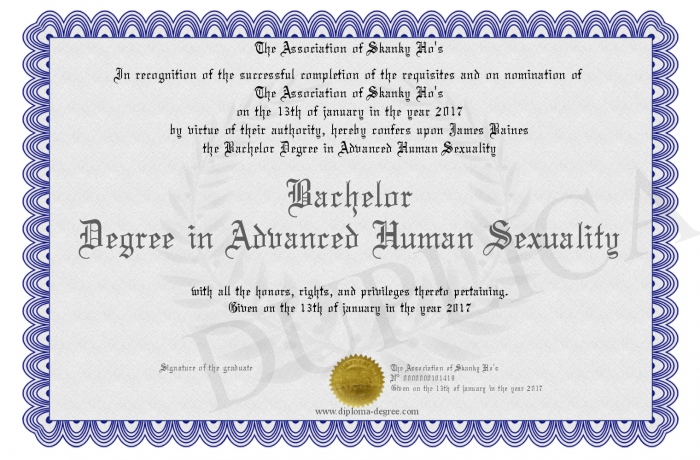 The Association of Skanky Ho's
In recognition of the successful completion of the requisites and on nomination of
The Association of Skanky Ho's
on the 13th of january in the year 2017
by virtue of their authority, hereby confers upon James Baines
the Bachelor Degree in Advanced Human Sexuality
Bachelor
Degree in Advanced Human Sexuality
DUPLICA
with all the honors, rights, and privileges thereto pertaining.
Given on the 13th of january in the year 2017
Signature of the graduate
The Association of Skanky Ho's
N° 0000000101419
Given on the 13th of january in the year 2017
www.diploma-degree.com